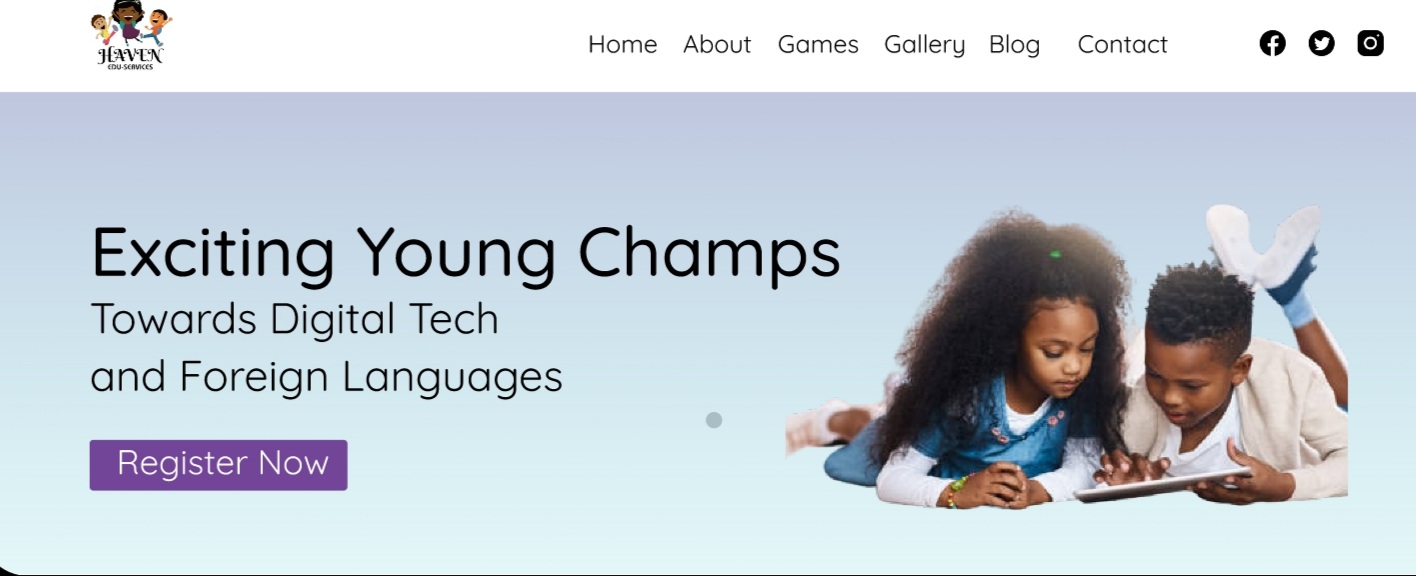 HAVEN
EDU-SERVICES
Home About Games Gallery Blog Contact
Exciting Young Champs
Towards Digital Tech
and Foreign Languages
Register Now